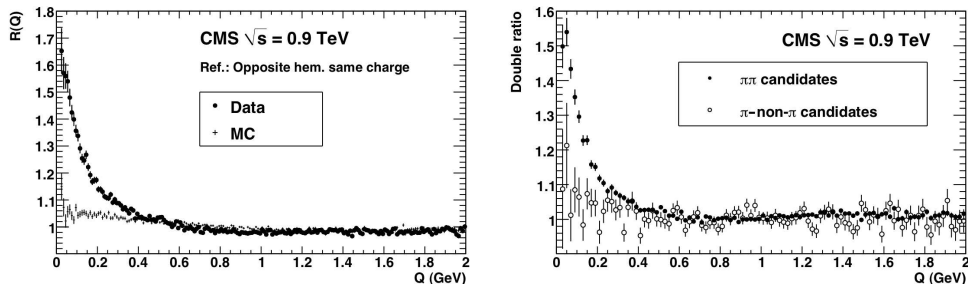 R(Q)
1.7
1.6
1.5
1.4
1.3
1.2
1.1
1
0.9
0 0.2 0.4 0.6 0.8 1 1.2 1.4 1.6 1.8 2
Q (GeV)
CMS √s = 0.9 TeV
Ref.: Opposite hem. same charge
Data
MC
Double ratio
1.6
1.5
1.4
1.3
1.2
1.1
1
0 0.2 0.4 0.6 0.8 1 1.2 1.4 1.6 1.8 2
Q (GeV)
CMS √s = 0.9 TeV
ππ candidates
π-non-π candidates